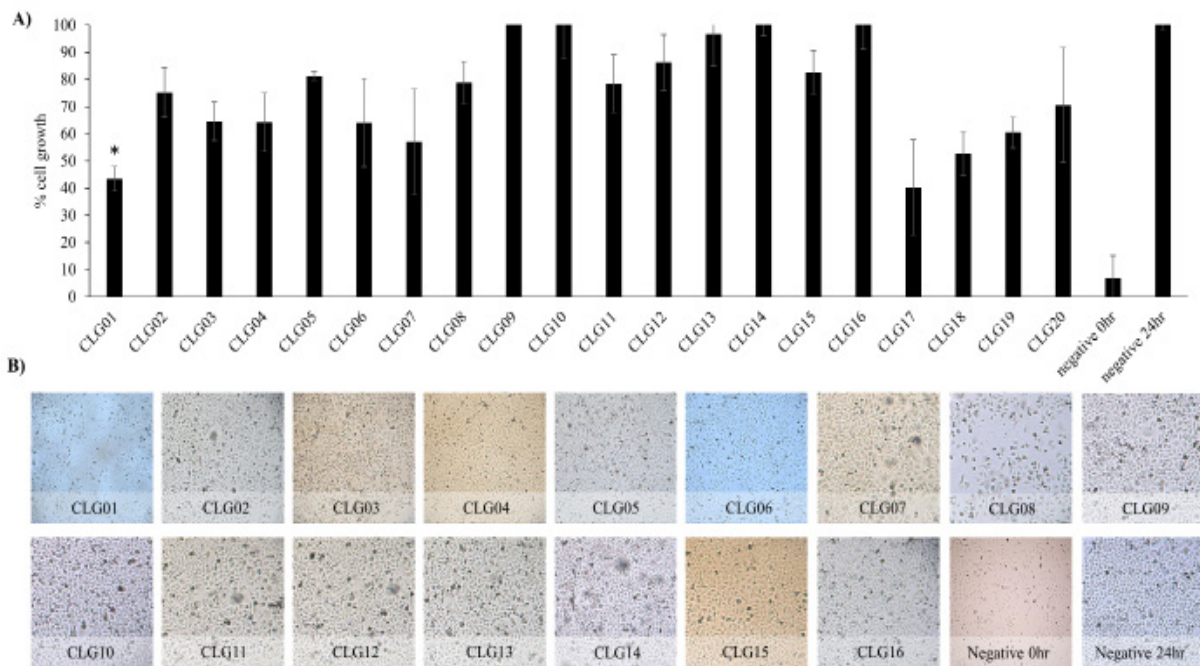 A)
% cell growth
100
90
80
70
60
50
40
30
20
10
0
*
CLG01
CLG02
CLG03
CLG04
CLG05
CLG06
CLG07
CLG08
CLG09
CLG10
CLG11
CLG12
CLG13
CLG14
CLG15
CLG16
CLG17
CLG18
CLG19
CLG20
negative 0hr
negative 24hr
B)
CLG01 CLG02 CLG03 CLG04 CLG05 CLG06 CLG07 CLG08 CLG09
CLG10 CLG11 CLG12 CLG13 CLG14 CLG15 CLG16 Negative 0hr Negative 24hr